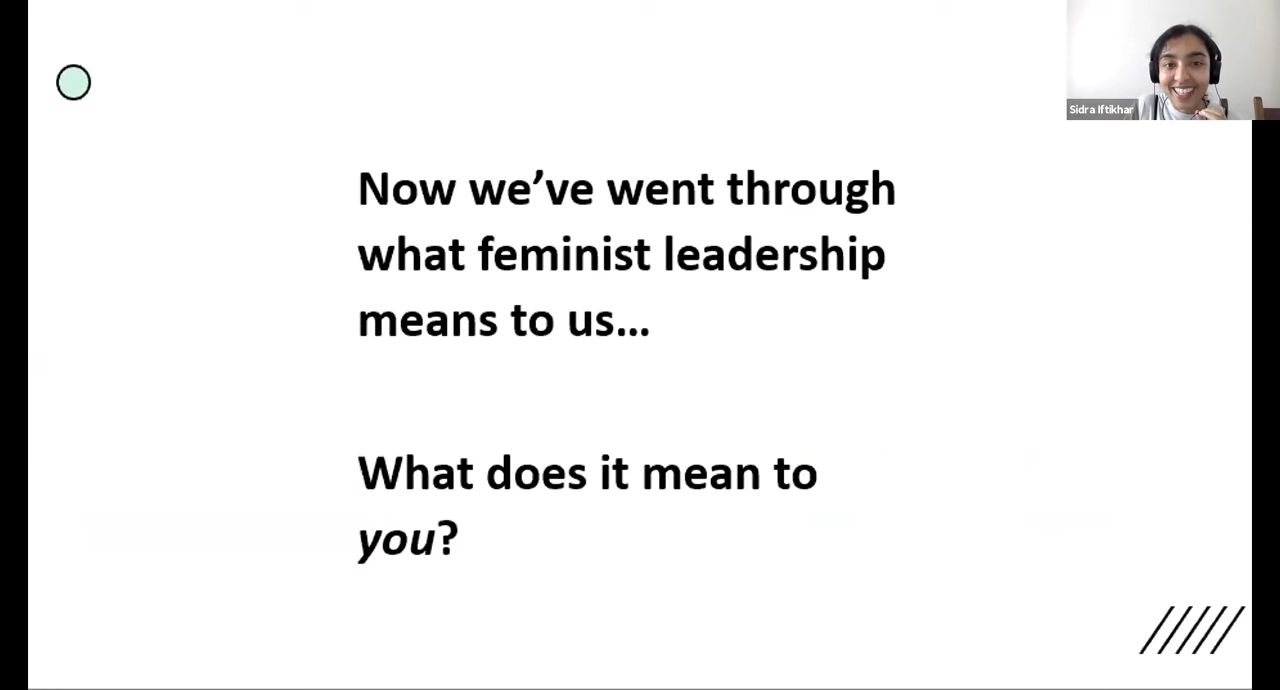 Sidra Iftikhar
Now we’ve went through
what feminist leadership
means to us...
What does it mean to
you?